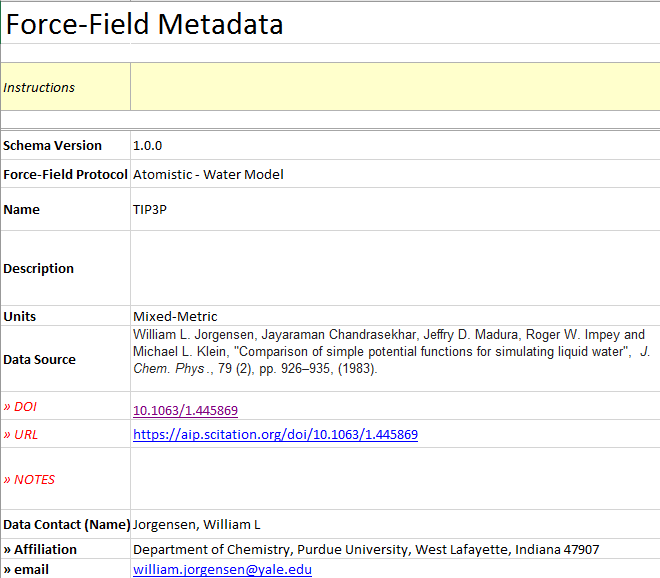 Force-Field Metadata
Instructions
Schema Version 1.0.0
Force-Field Protocol Atomistic - Water Model
Name TIP3P
Description
Units Mixed-Metric
Data Source William L. Jorgensen, Jayaraman Chandrasekhar, Jeffry D. Madura, Roger W. Impey and
Michael L. Klein, "Comparison of simple potential functions for simulating liquid water", J.
Chem. Phys., 79 (2), pp. 926–935, (1983).
» DOI 10.1063/1.445869
» URL https://aip.scitation.org/doi/10.1063/1.445869
» NOTES
Data Contact (Name) Jorgensen, William L
» Affiliation Department of Chemistry, Purdue University, West Lafayette, Indiana 47907
» email william.jorgensen@yale.edu